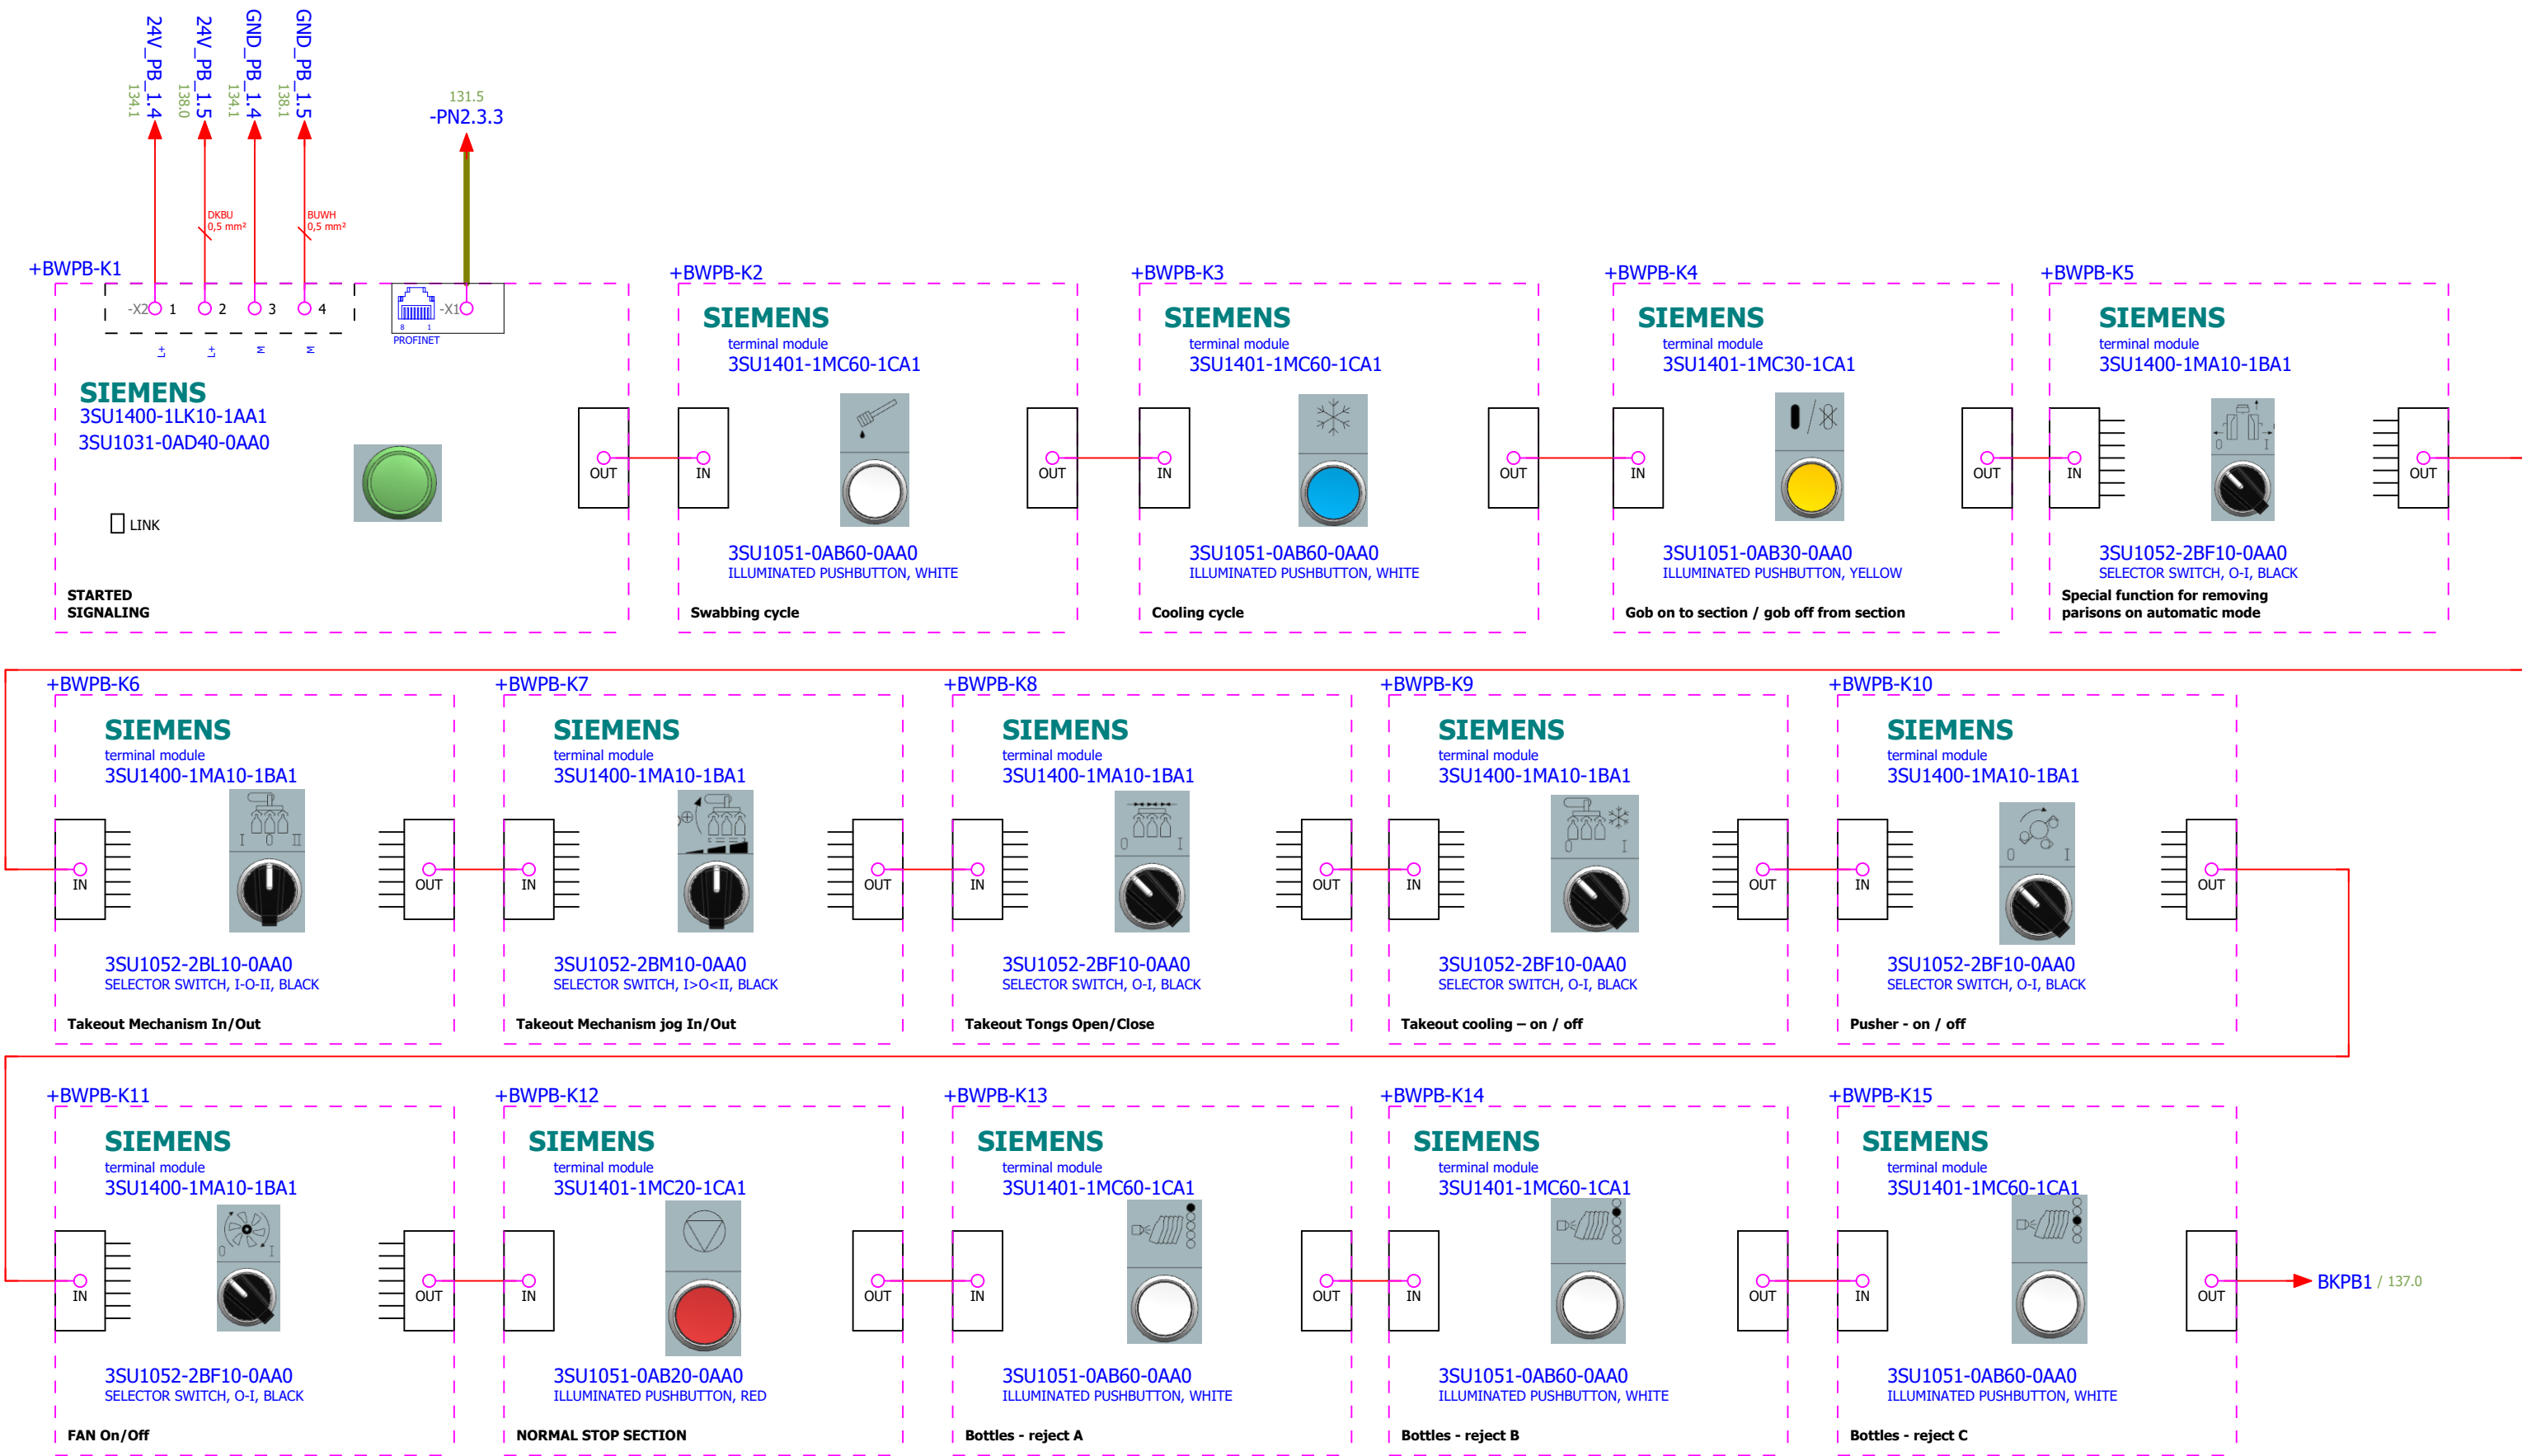 24V_PB_1.4
134.1
24V_PB_1.5
138.0
GND_PB_1.4
134.1
GND_PB_1.5
138.1
131.5
-PN2.3.3
DKBU
0,5 mm²
BUWH
0,5 mm²
+BWPB-K1
-X2 1 2 3 4
L+ L+ M M
-X1
8 1
PROFINET
SIEMENS
3SU1400-1LK10-1AA1
3SU1031-0AD40-0AA0
OUT
LINK
STARTED
SIGNALING
+BWPB-K2
SIEMENS
terminal module
3SU1401-1MC60-1CA1
IN
OUT
3SU1051-0AB60-0AA0
ILLUMINATED PUSHBUTTON, WHITE
Swabbing cycle
+BWPB-K3
SIEMENS
terminal module
3SU1401-1MC60-1CA1
IN
OUT
3SU1051-0AB60-0AA0
ILLUMINATED PUSHBUTTON, WHITE
Cooling cycle
+BWPB-K4
SIEMENS
terminal module
3SU1401-1MC30-1CA1
IN
OUT
3SU1051-0AB30-0AA0
ILLUMINATED PUSHBUTTON, YELLOW
Gob on to section / gob off from section
+BWPB-K5
SIEMENS
terminal module
3SU1400-1MA10-1BA1
O I
IN
OUT
3SU1052-2BF10-0AA0
SELECTOR SWITCH, O-I, BLACK
Special function for removing
parisons on automatic mode
+BWPB-K6
SIEMENS
terminal module
3SU1400-1MA10-1BA1
I O II
IN
OUT
3SU1052-2BL10-0AA0
SELECTOR SWITCH, I-O-II, BLACK
Takeout Mechanism In/Out
+BWPB-K7
SIEMENS
terminal module
3SU1400-1MA10-1BA1
IN
OUT
3SU1052-2BM10-0AA0
SELECTOR SWITCH, I>O<II, BLACK
Takeout Mechanism jog In/Out
+BWPB-K8
SIEMENS
terminal module
3SU1400-1MA10-1BA1
O I
IN
OUT
3SU1052-2BF10-0AA0
SELECTOR SWITCH, O-I, BLACK
Takeout Tongs Open/Close
+BWPB-K9
SIEMENS
terminal module
3SU1400-1MA10-1BA1
O I
IN
OUT
3SU1052-2BF10-0AA0
SELECTOR SWITCH, O-I, BLACK
Takeout cooling – on / off
+BWPB-K10
SIEMENS
terminal module
3SU1400-1MA10-1BA1
O I
IN
OUT
3SU1052-2BF10-0AA0
SELECTOR SWITCH, O-I, BLACK
Pusher - on / off
+BWPB-K11
SIEMENS
terminal module
3SU1400-1MA10-1BA1
O I
IN
OUT
3SU1052-2BF10-0AA0
SELECTOR SWITCH, O-I, BLACK
FAN On/Off
+BWPB-K12
SIEMENS
terminal module
3SU1401-1MC20-1CA1
IN
OUT
3SU1051-0AB20-0AA0
ILLUMINATED PUSHBUTTON, RED
NORMAL STOP SECTION
+BWPB-K13
SIEMENS
terminal module
3SU1401-1MC60-1CA1
IN
OUT
3SU1051-0AB60-0AA0
ILLUMINATED PUSHBUTTON, WHITE
Bottles - reject A
+BWPB-K14
SIEMENS
terminal module
3SU1401-1MC60-1CA1
IN
OUT
3SU1051-0AB60-0AA0
ILLUMINATED PUSHBUTTON, WHITE
Bottles - reject B
+BWPB-K15
SIEMENS
terminal module
3SU1401-1MC60-1CA1
IN
OUT
BKPB1 / 137.0
3SU1051-0AB60-0AA0
ILLUMINATED PUSHBUTTON, WHITE
Bottles - reject C